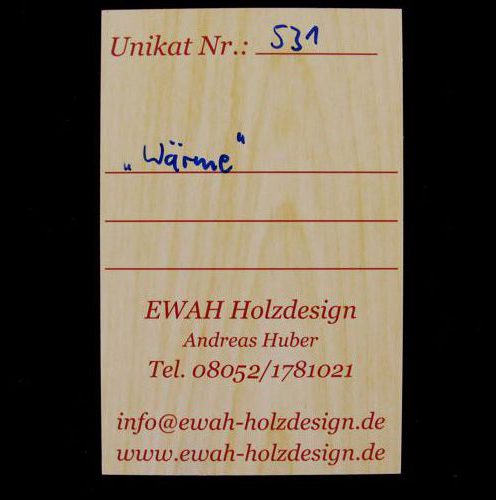 Unikat Nr.: 531
„Wärme"
EWAH Holzdesign
Andreas Huber
Tel. 08052/1781021
info@ewah-holzdesign.de
www.ewah-holzdesign.de